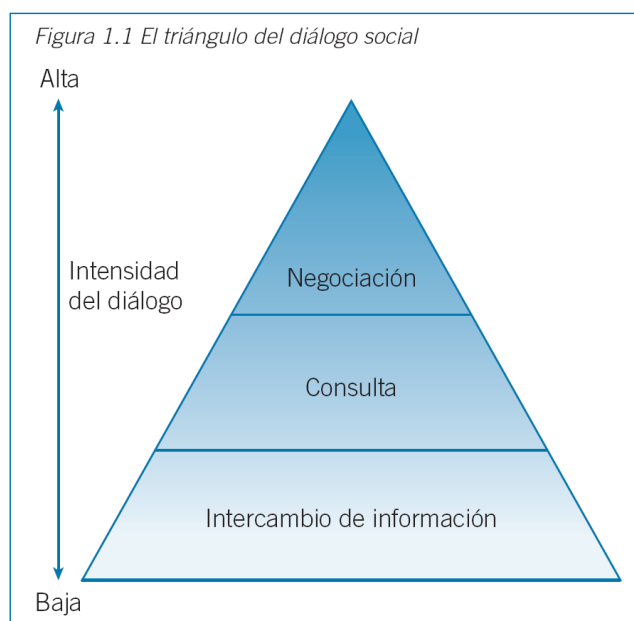 Figura 1.1 El triángulo del diálogo social
Alta
Intensidad
del diálogo
Negociación
Consulta
Intercambio de información
Baja